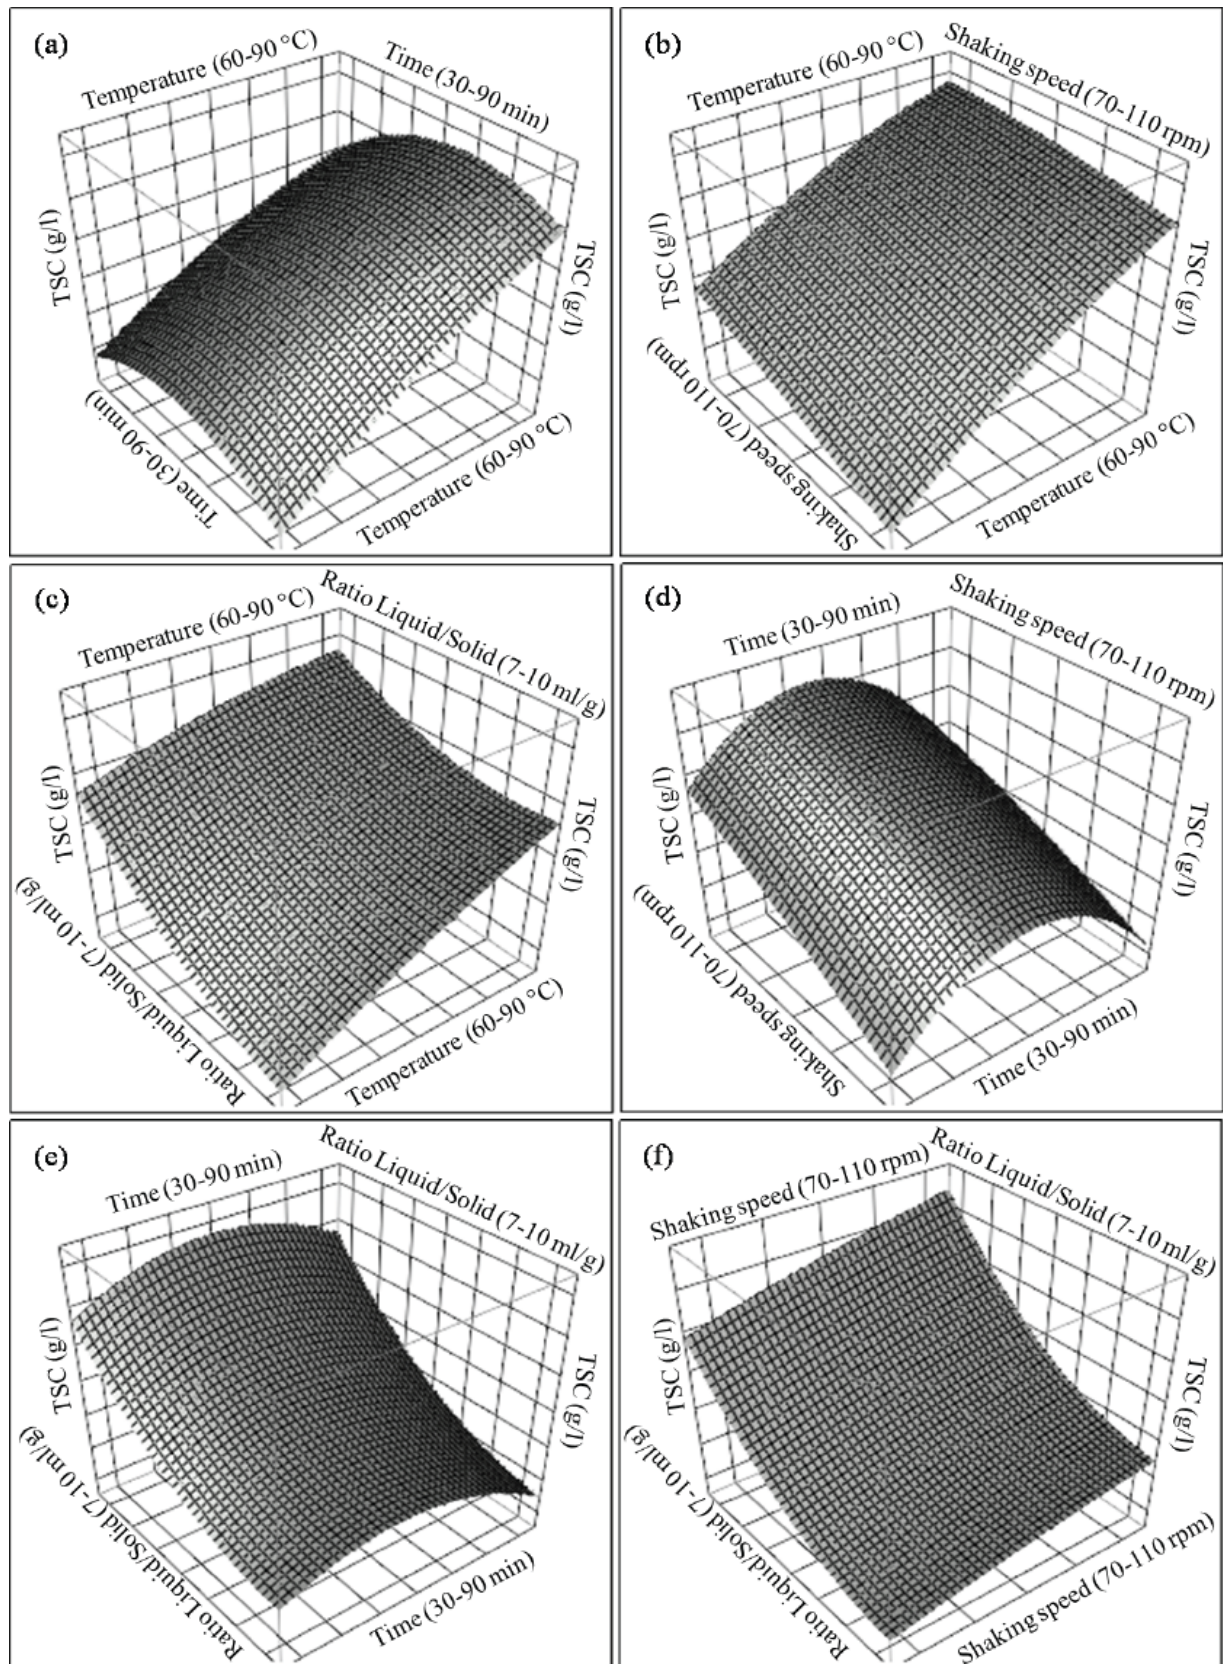 (a)
Temperature (60-90 °C)
Time (30-90 min)
TSC (g/l)
TSC (g/l)
Time (30-90 min)
Temperature (60-90 °C)
(b)
Temperature (60-90 °C)
Shaking speed (70-110 rpm)
TSC (g/l)
TSC (g/l)
Shaking speed (70-110 rpm)
Temperature (60-90 °C)
(c)
Temperature (60-90 °C)
Ratio Liquid/Solid (7-10 ml/g)
TSC (g/l)
TSC (g/l)
Ratio Liquid/Solid (7-10 ml/g)
Temperature (60-90 °C)
(d)
Time (30-90 min)
Shaking speed (70-110 rpm)
TSC (g/l)
TSC (g/l)
Shaking speed (70-110 rpm)
Time (30-90 min)
(e)
Time (30-90 min)
Ratio Liquid/Solid (7-10 ml/g)
TSC (g/l)
TSC (g/l)
Ratio Liquid/Solid (7-10 ml/g)
Time (30-90 min)
(f)
Shaking speed (70-110 rpm)
Ratio Liquid/Solid (7-10 ml/g)
TSC (g/l)
TSC (g/l)
Ratio Liquid/Solid (7-10 ml/g)
Shaking speed (70-110 rpm)